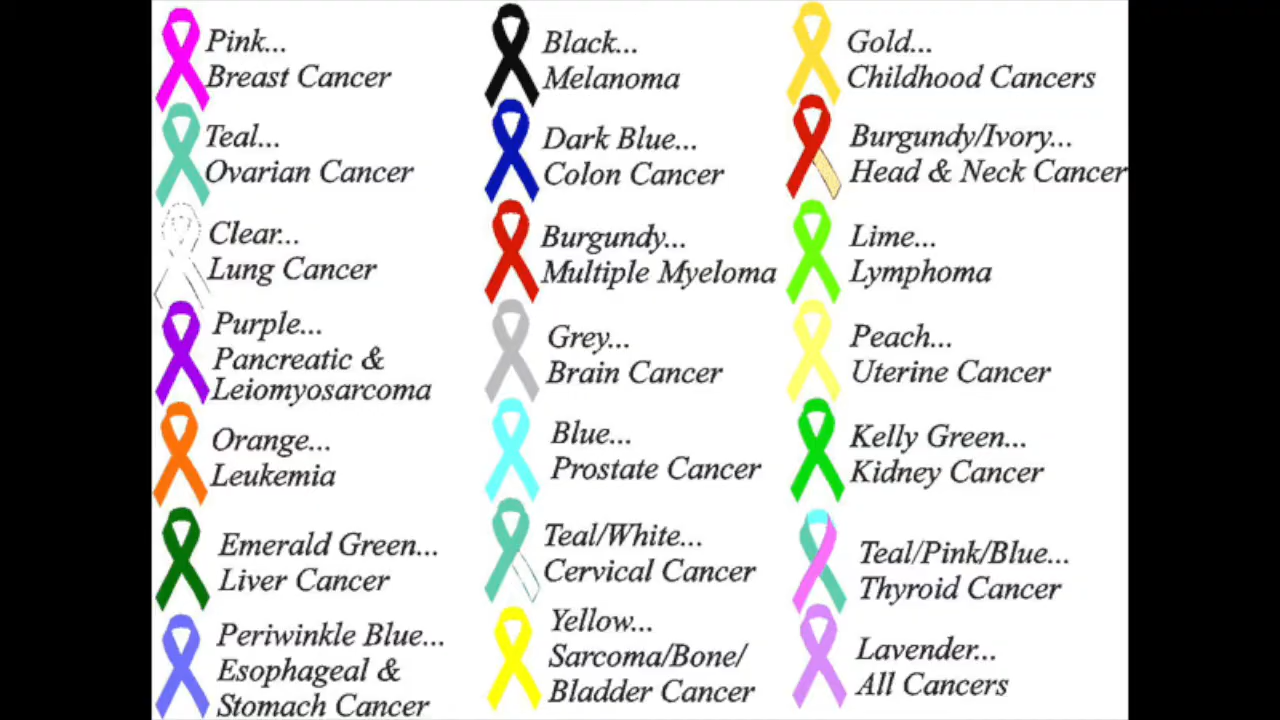 Pink...
Breast Cancer
Black...
Melanoma
Gold...
Childhood Cancers
Teal...
Ovarian Cancer
Dark Blue...
Colon Cancer
Burgundy/Ivory...
Head & Neck Cancer
Clear...
Lung Cancer
Burgundy...
Multiple Myeloma
Lime...
Lymphoma
Purple...
Pancreatic &
Leiomyosarcoma
Grey...
Brain Cancer
Peach...
Uterine Cancer
Orange...
Leukemia
Blue...
Prostate Cancer
Kelly Green...
Kidney Cancer
Emerald Green...
Liver Cancer
Teal/White...
Cervical Cancer
Teal/Pink/Blue...
Thyroid Cancer
Periwinkle Blue...
Esophageal &
Stomach Cancer
Yellow...
Sarcoma/Bone/
Bladder Cancer
Lavender...
All Cancers